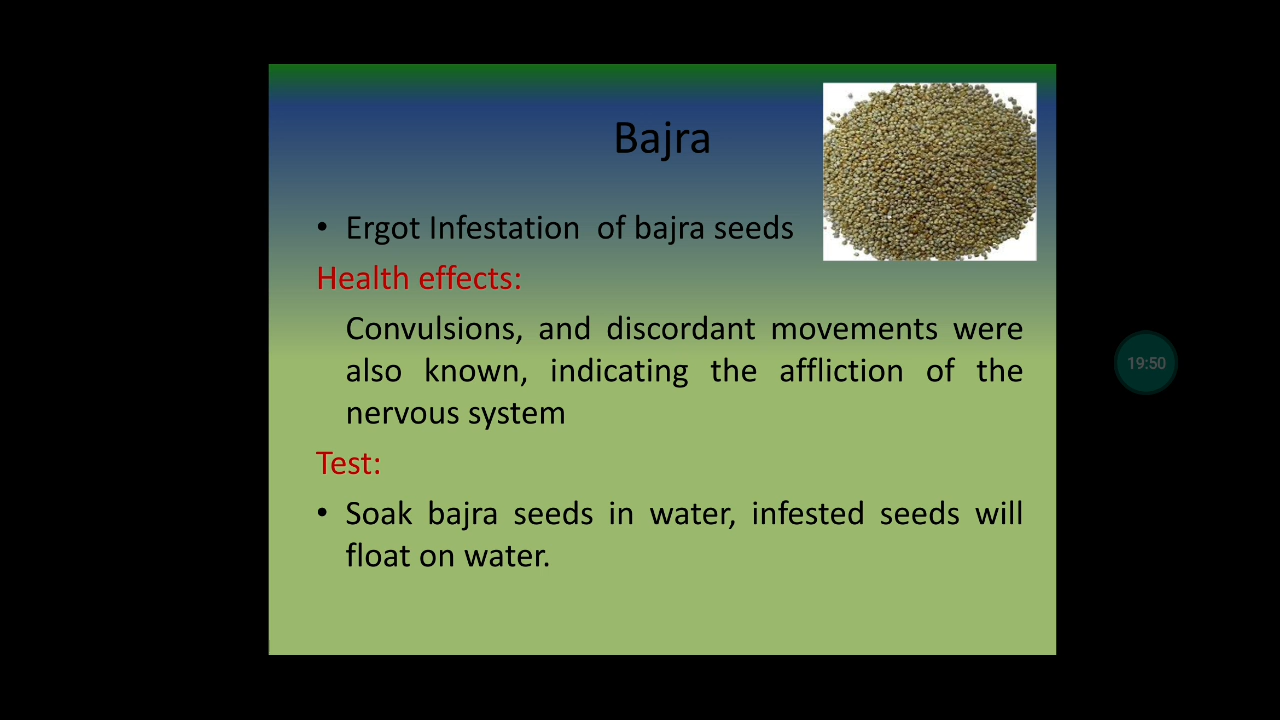 Bajra
• Ergot Infestation  of bajra seeds
Health effects:
Convulsions, and discordant movements were
also known, indicating the affliction of the
nervous system
Test:
• Soak bajra seeds in water, infested seeds will
float on water.
19:50